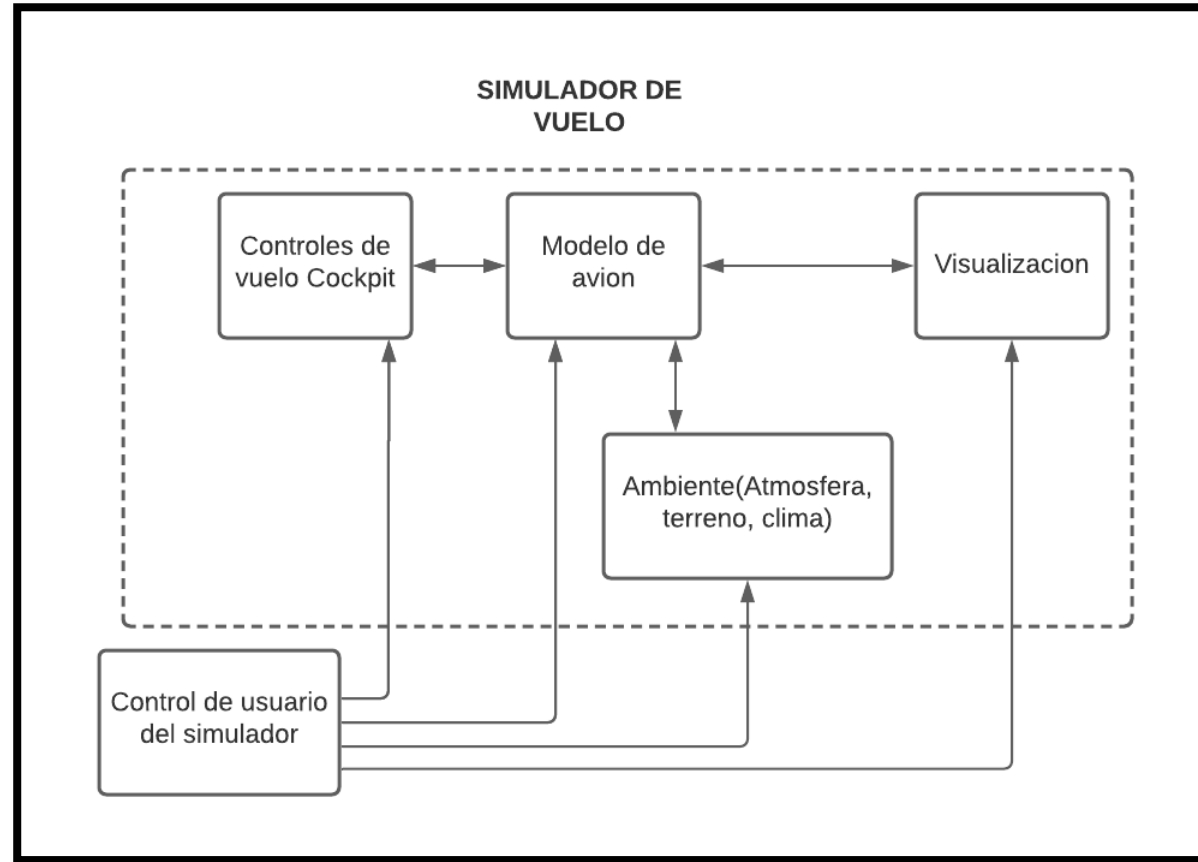 SIMULADOR DE
VUELO
Controles de
vuelo Cockpit
Modelo de
avion
Visualizacion
Ambiente(Atmosfera,
terreno, clima)
Control de usuario
del simulador